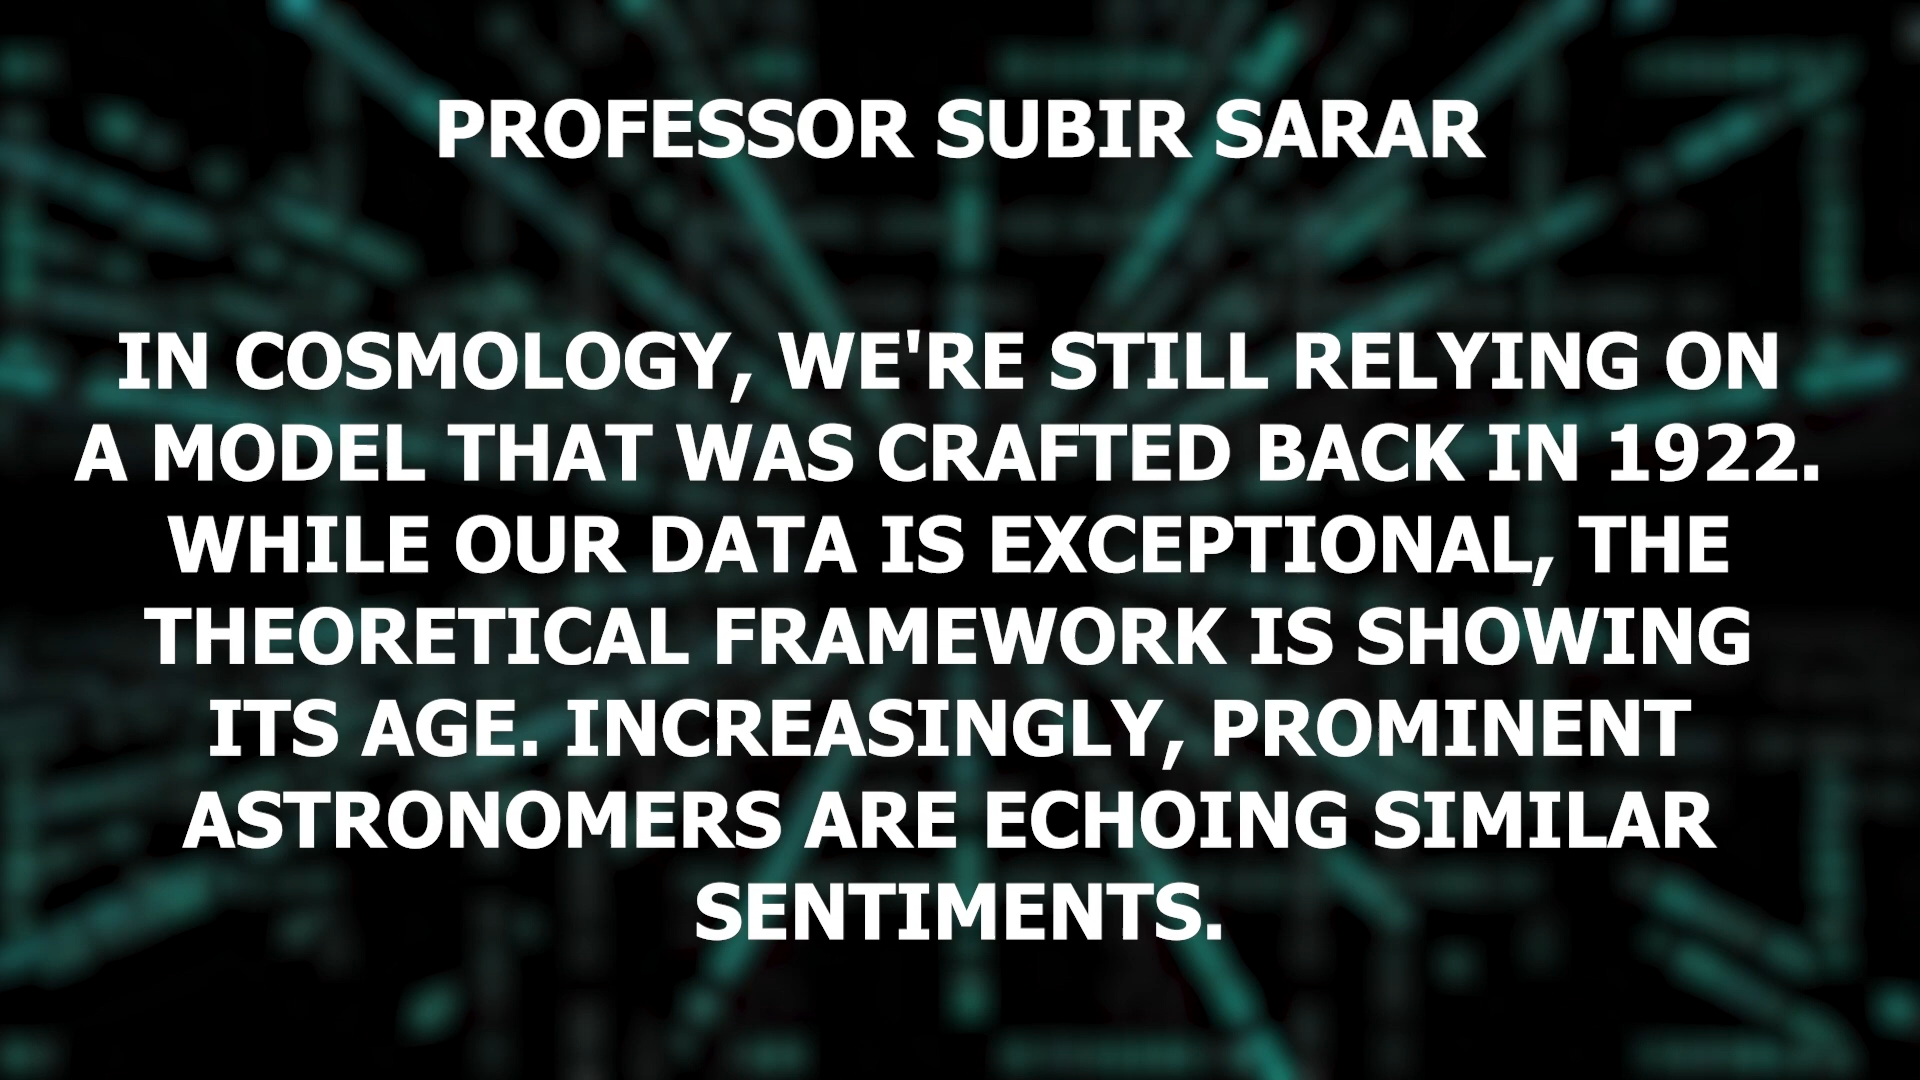 PROFESSOR SUBIR SARAR
IN COSMOLOGY, WE'RE STILL RELYING ON
A MODEL THAT WAS CRAFTED BACK IN 1922.
WHILE OUR DATA IS EXCEPTIONAL, THE
THEORETICAL FRAMEWORK IS SHOWING
ITS AGE. INCREASINGLY, PROMINENT
ASTRONOMERS ARE ECHOING SIMILAR
SENTIMENTS.